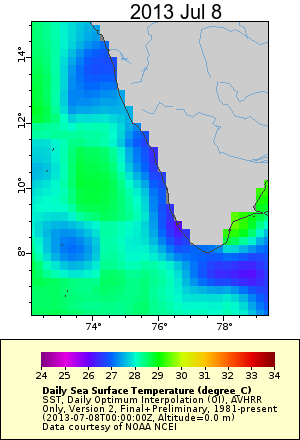 2013 Jul 8
14°
12°
10°
8°
74°
76°
78°
24 25 26 27 28 29 30 31 32 33 34
Daily Sea Surface Temperature (degree_C)
SST, Daily Optimum Interpolation (OI), AVHRR
Only, Version 2, Final+Preliminary, 1981-present
(2013-07-08T00:00:00Z, Altitude=0.0 m)
Data courtesy of NOAA NCEI